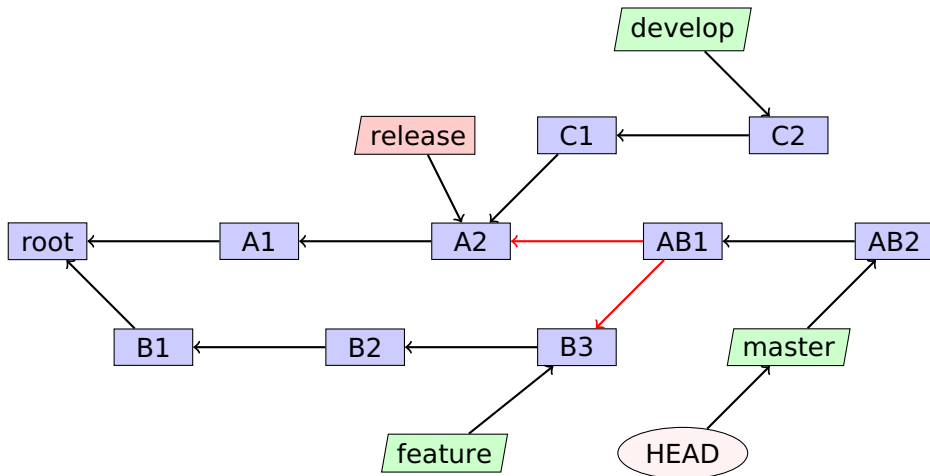 develop
release
C1
C2
root
A1
A2
AB1
AB2
B1
B2
B3
master
feature
HEAD